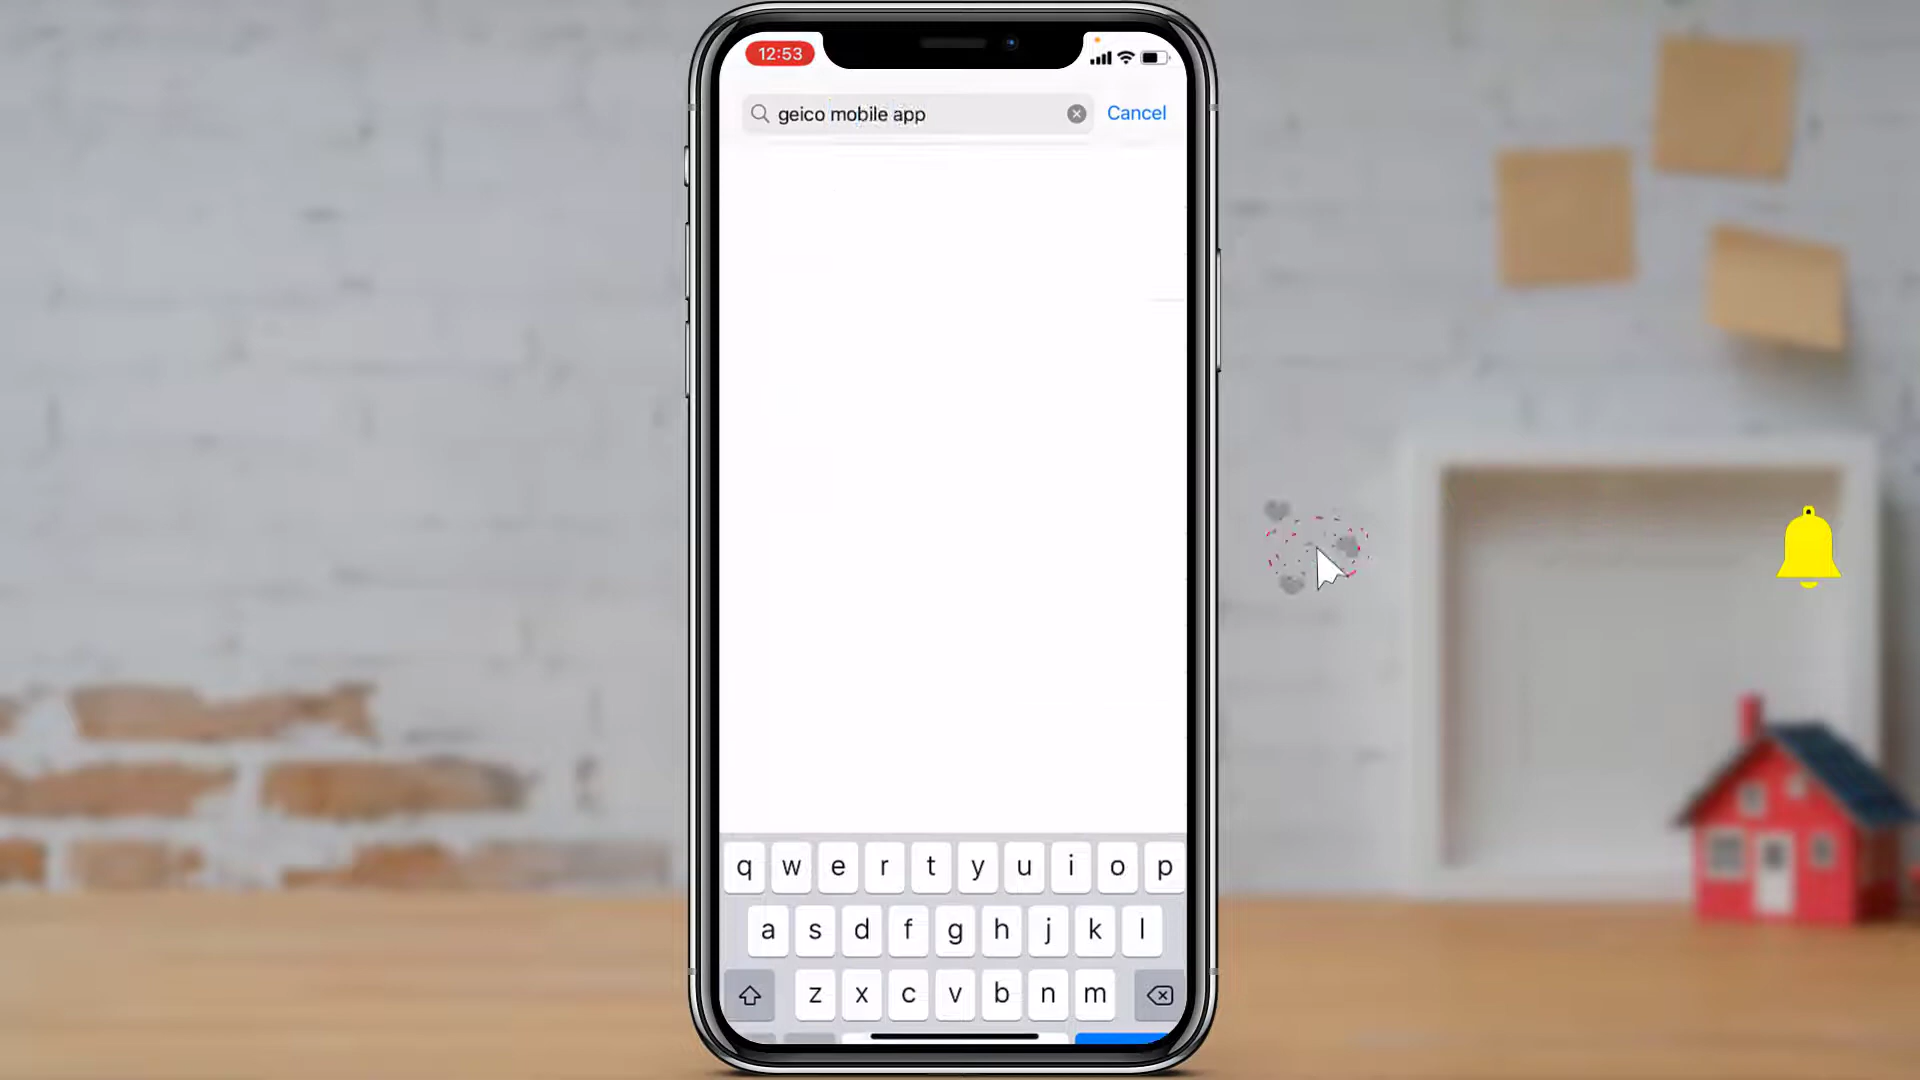 12:53
geico mobile app
Cancel
q w e r t y u i o p
a s d f g h j k l
z x c v b n m